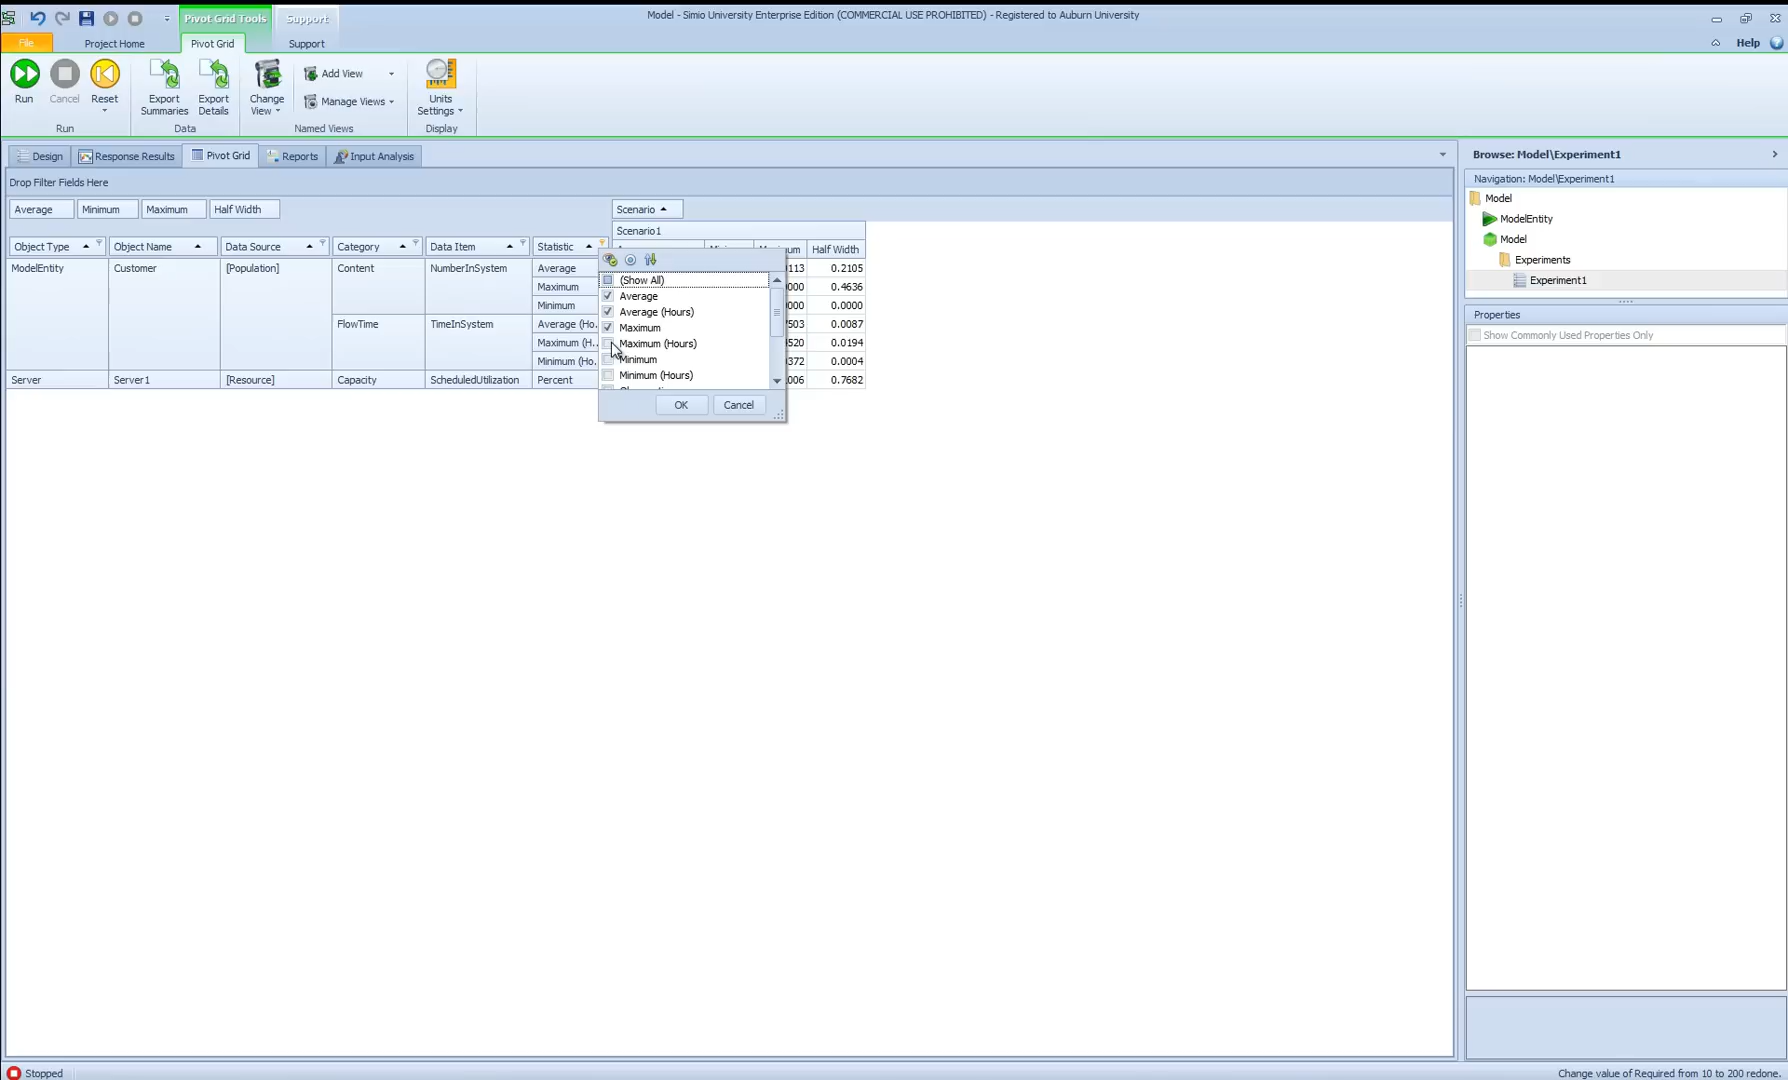 Pivot Grid Tools
Support
Model - Simio University Enterprise Edition (COMMERCIAL USE PROHIBITED) - Registered to Auburn University
File
Project Home
Pivot Grid
Support
Help
Run
Cancel
Reset
Export Summaries
Export Details
Change View
Add View
Manage Views
Units Settings
Run
Data
Named Views
Display
Design
Response Results
Pivot Grid
Reports
Input Analysis
Drop Filter Fields Here
Average
Minimum
Maximum
Half Width
Scenario
Scenario1
Object Type
Object Name
Data Source
Category
Data Item
Statistic
Half Width
ModelEntity
Customer
[Population]
Content
NumberInSystem
Average
0.2105
Maximum
0.4636
Minimum
0.0000
FlowTime
TimeInSystem
Average (Ho...
0.0087
Maximum (H...
0.0194
Minimum (Ho...
0.0004
Server
Server1
[Resource]
Capacity
ScheduledUtilization
Percent
0.7682
(Show All)
Average
Average (Hours)
Maximum
Maximum (Hours)
Minimum
Minimum (Hours)
OK
Cancel
Browse: Model\Experiment1
Navigation: Model\Experiment1
Model
ModelEntity
Model
Experiments
Experiment1
Properties
Show Commonly Used Properties Only
Stopped
Change value of Required from 10 to 200 redone.